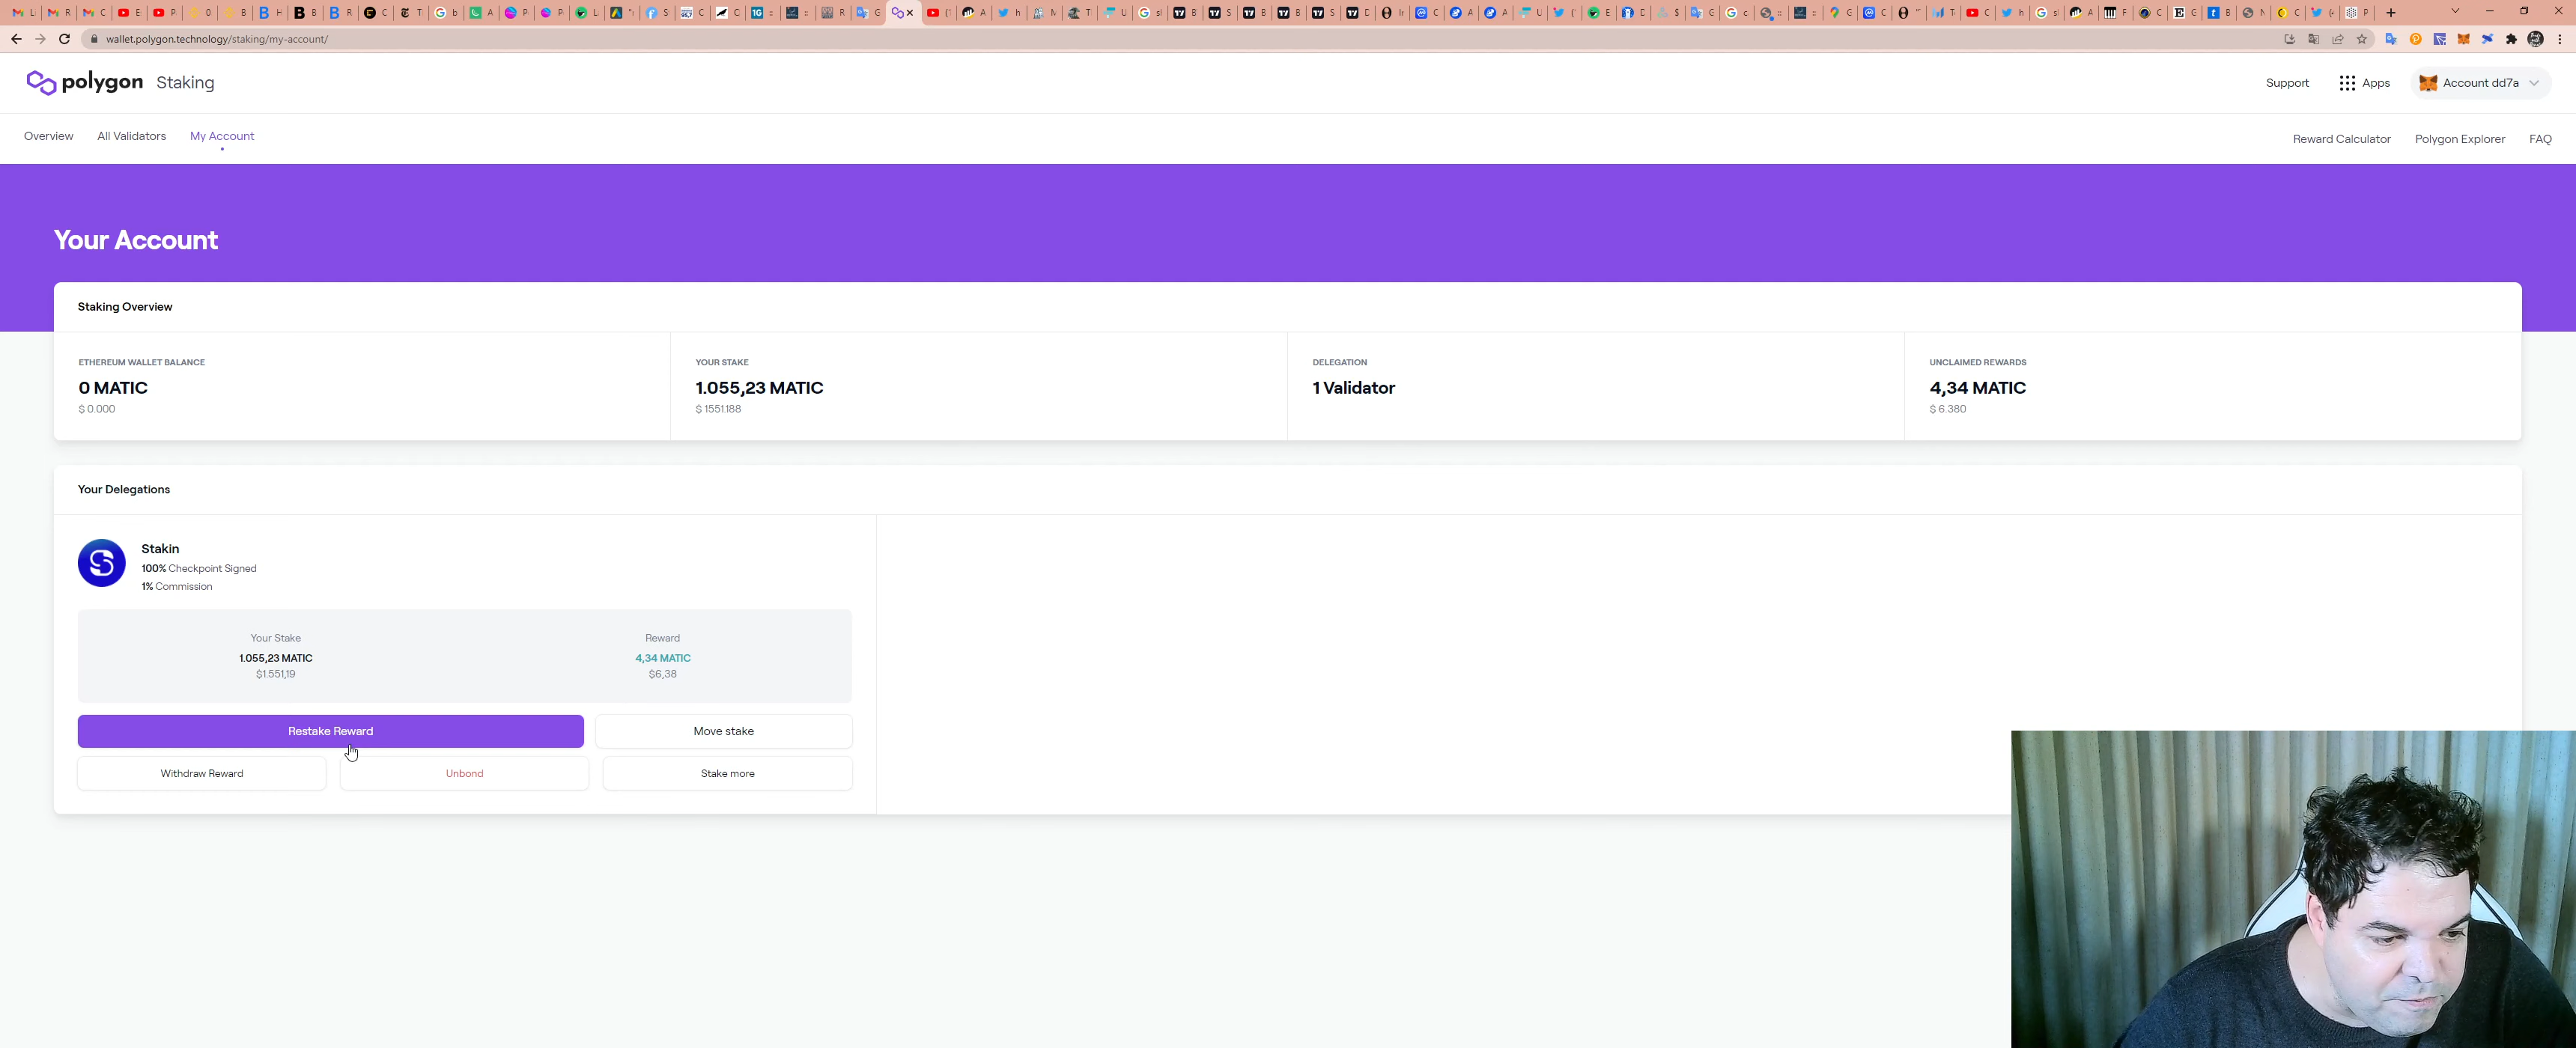 wallet.polygon.technology/staking/my-account/
polygon Staking
Support
Apps
Account dd7a
Overview
All Validators
My Account
Reward Calculator
Polygon Explorer
FAQ
Your Account
Staking Overview
ETHEREUM WALLET BALANCE
0 MATIC
$ 0.000
YOUR STAKE
1.055,23 MATIC
$ 1551.188
DELEGATION
1 Validator
UNCLAIMED REWARDS
4,34 MATIC
$ 6.380
Your Delegations
Stakin
100% Checkpoint Signed
1% Commission
Your Stake
1.055,23 MATIC
$1.551,19
Reward
4,34 MATIC
$6,38
Restake Reward
Move stake
Withdraw Reward
Unbond
Stake more